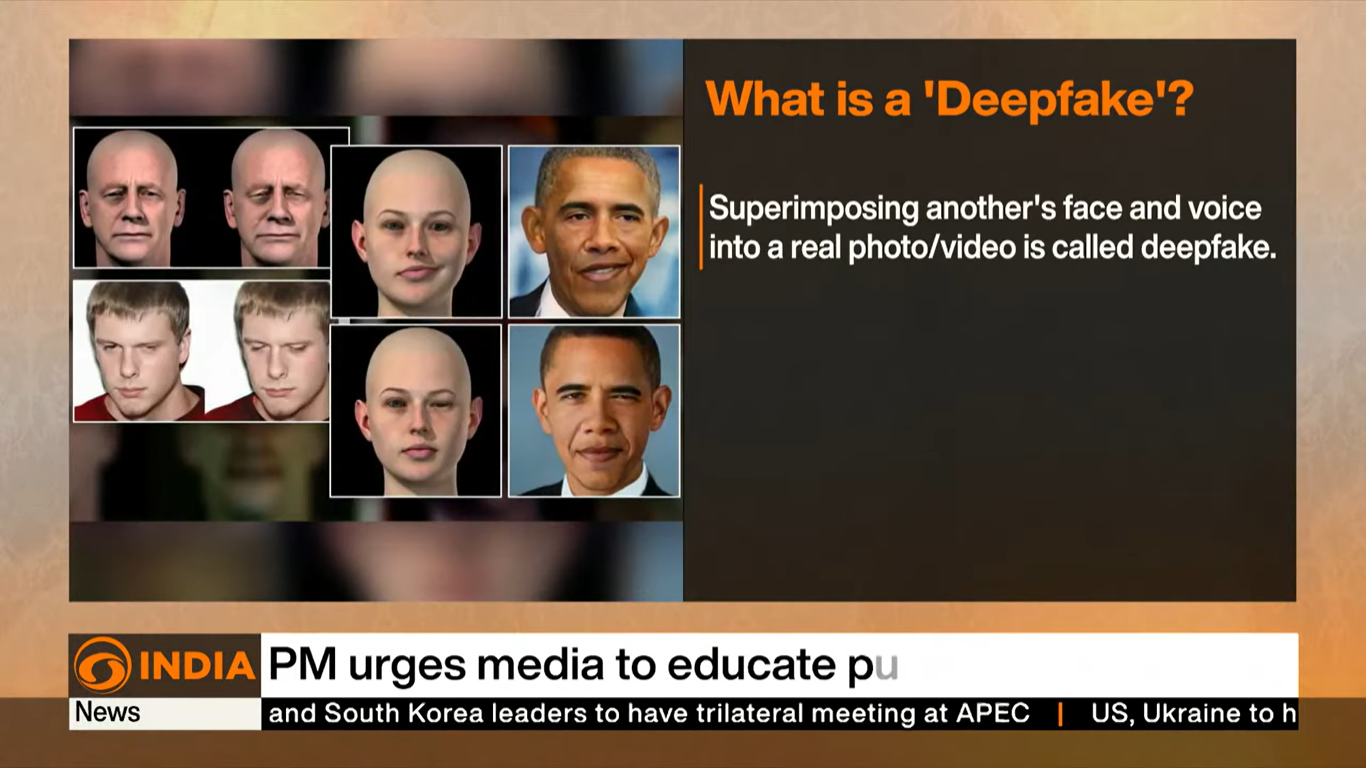 What is a 'Deepfake'?
Superimposing another's face and voice
into a real photo/video is called deepfake.
INDIA
PM urges media to educate pu
News
and South Korea leaders to have trilateral meeting at APEC | US, Ukraine to h